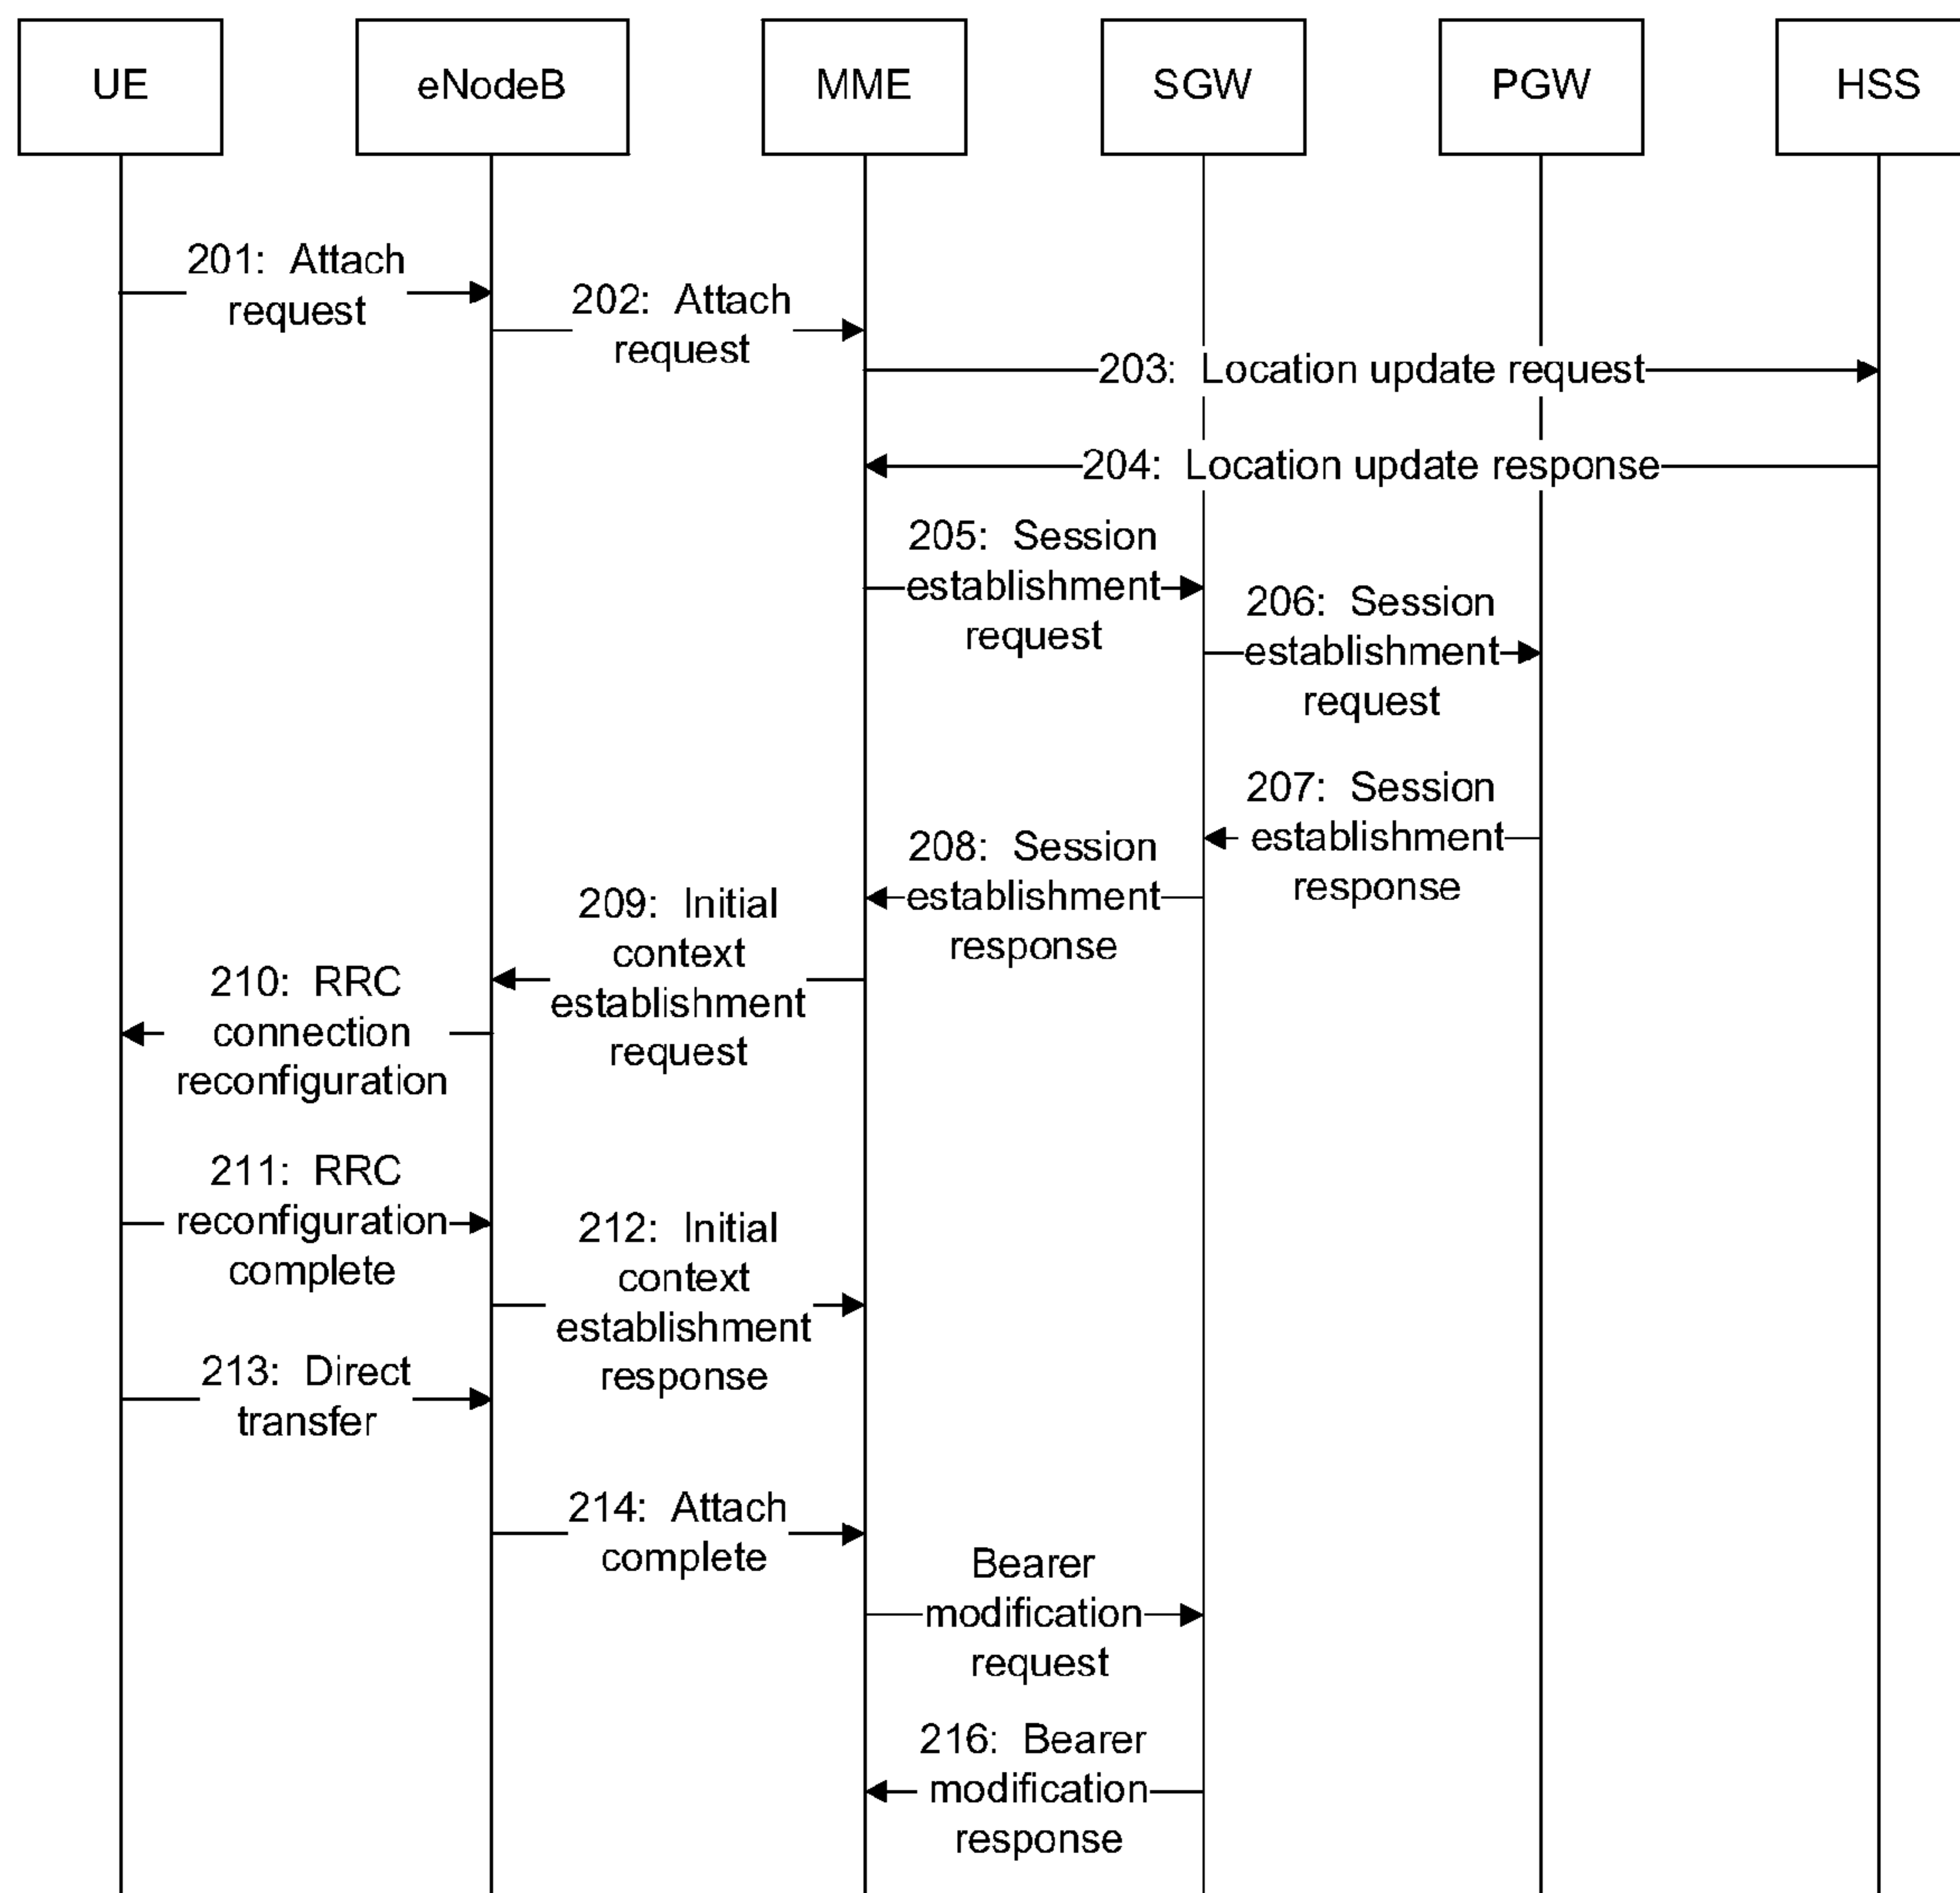 UE
eNodeB
MME
SGW
PGW
HSS
201: Attach
request
202: Attach
request
203: Location update request
204: Location update response
205: Session
establishment
request
206: Session
establishment
request
207: Session
establishment
response
208: Session
establishment
response
209: Initial
context
establishment
request
210: RRC
connection
reconfiguration
211: RRC
reconfiguration
complete
212: Initial
context
establishment
response
213: Direct
transfer
214: Attach
complete
Bearer
modification
request
216: Bearer
modification
response